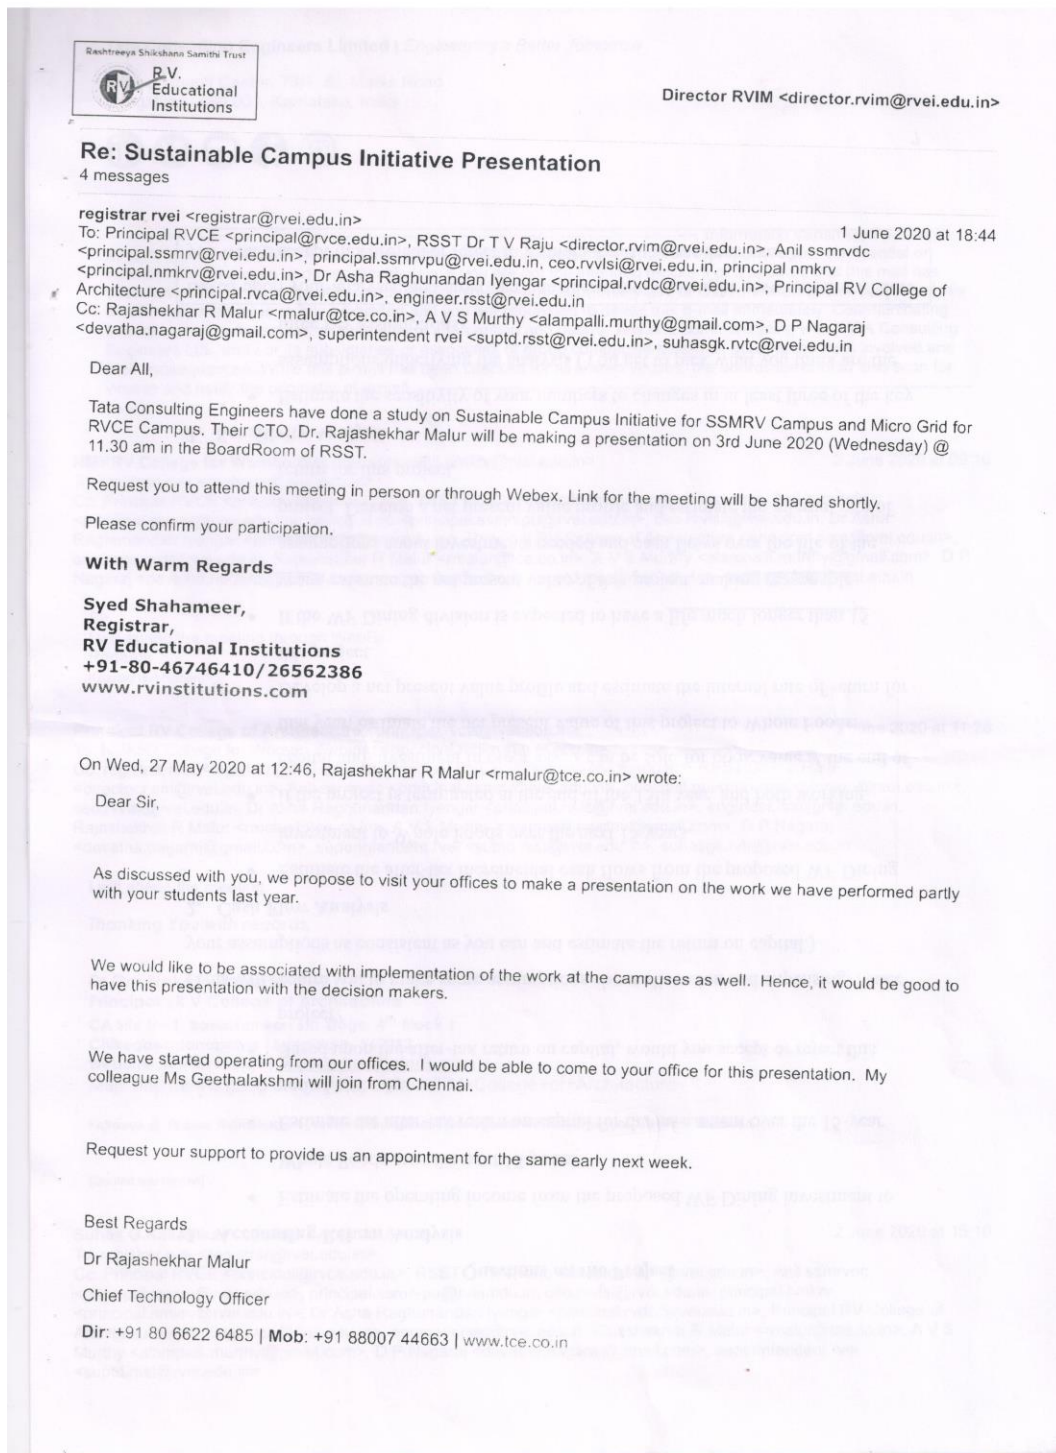 Rashtreeya Shikshana Samithi Trust
RV
R.V.
Educational
Institutions
Director RVIM <director.rvim@rvei.edu.in>
Re: Sustainable Campus Initiative Presentation
4 messages
registrar rvei <registrar@rvei.edu.in>
1 June 2020 at 18:44
To: Principal RVCE <principal@rvce.edu.in>, RSST Dr T V Raju <director.rvim@rvei.edu.in>, Anil ssmrvdc
<principal.ssmrv@rvei.edu.in>, principal.ssmrvpu@rvei.edu.in, ceo.rvvlsi@rvei.edu.in, principal nmkrv
<principal.nmkrv@rvei.edu.in>, Dr Asha Raghunandan Iyengar <principal.rvdc@rvei.edu.in>, Principal RV College of
Architecture <principal.rvca@rvei.edu.in>, engineer.rsst@rvei.edu.in
Cc: Rajashekhar R Malur <rmalur@tce.co.in>, A V S Murthy <alampalli.murthy@gmail.com>, D P Nagaraj
<devatha.nagaraj@gmail.com>, superintendent rvei <suptd.rsst@rvei.edu.in>, suhasgk.rvtc@rvei.edu.in
Dear All,
Tata Consulting Engineers have done a study on Sustainable Campus Initiative for SSMRV Campus and Micro Grid for
RVCE Campus. Their CTO, Dr. Rajashekhar Malur will be making a presentation on 3rd June 2020 (Wednesday) @
11.30 am in the BoardRoom of RSST.
Request you to attend this meeting in person or through Webex. Link for the meeting will be shared shortly.
Please confirm your participation.
With Warm Regards
Syed Shahameer,
Registrar,
RV Educational Institutions
+91-80-46746410/26562386
www.rvinstitutions.com
On Wed, 27 May 2020 at 12:46, Rajashekhar R Malur <rmalur@tce.co.in> wrote:
Dear Sir,
As discussed with you, we propose to visit your offices to make a presentation on the work we have performed partly
with your students last year.
We would like to be associated with implementation of the work at the campuses as well. Hence, it would be good to
have this presentation with the decision makers.
We have started operating from our offices. I would be able to come to your office for this presentation. My
colleague Ms Geethalakshmi will join from Chennai.
Request your support to provide us an appointment for the same early next week.
Best Regards
Dr Rajashekhar Malur
Chief Technology Officer
Dir: +91 80 6622 6485 | Mob: +91 88007 44663 | www.tce.co.in